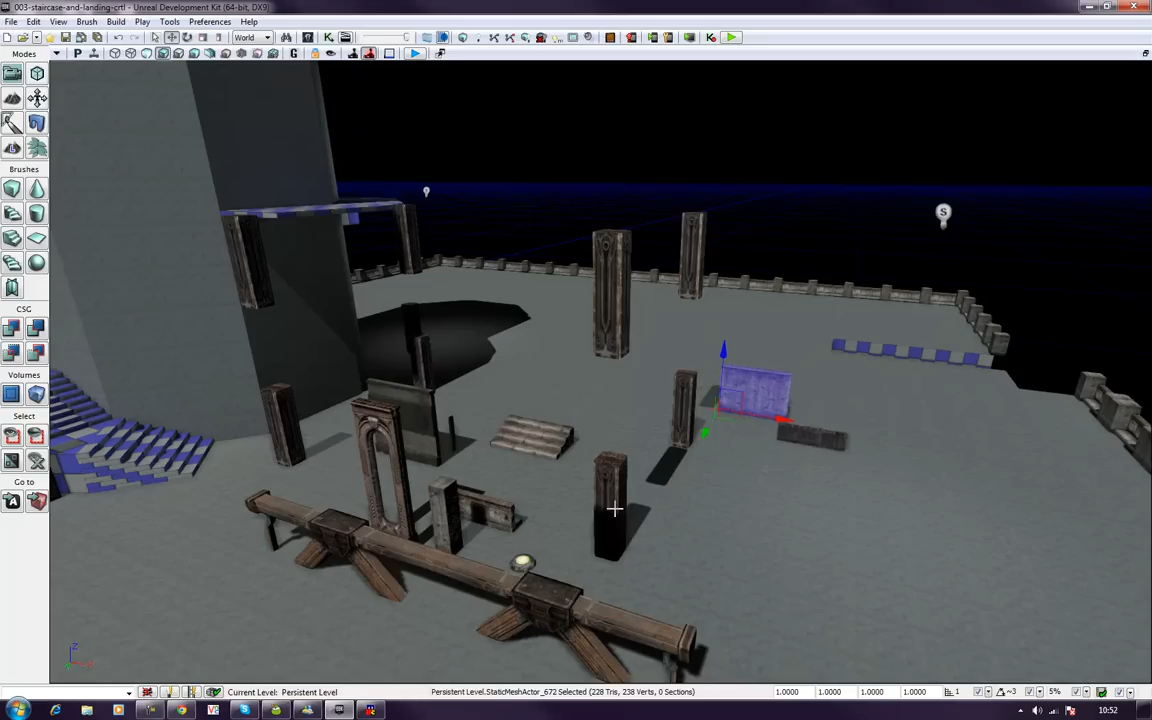 003-staircase-and-landing-crtl - Unreal Development Kit (64-bit, DX9)
File Edit View Brush Build Play Tools Preferences Help
World
Modes
P G
Brushes
CSG
Volumes
Select
Go to
S
Z
Current Level: Persistent Level
Persistent Level.StaticMeshActor_672 Selected (228 Tris, 238 Verts, 0 Sections)
1.0000 1.0000 1.0000 1.0000 1 ~3 5%
10:52